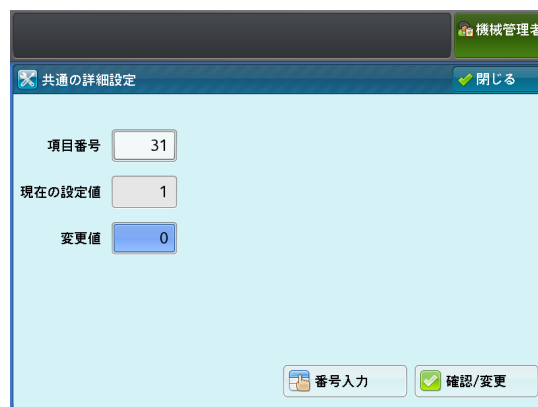 機械管理者
共通の詳細設定
閉じる
項目番号 31
現在の設定値 1
変更値 0
番号入力
確認/変更